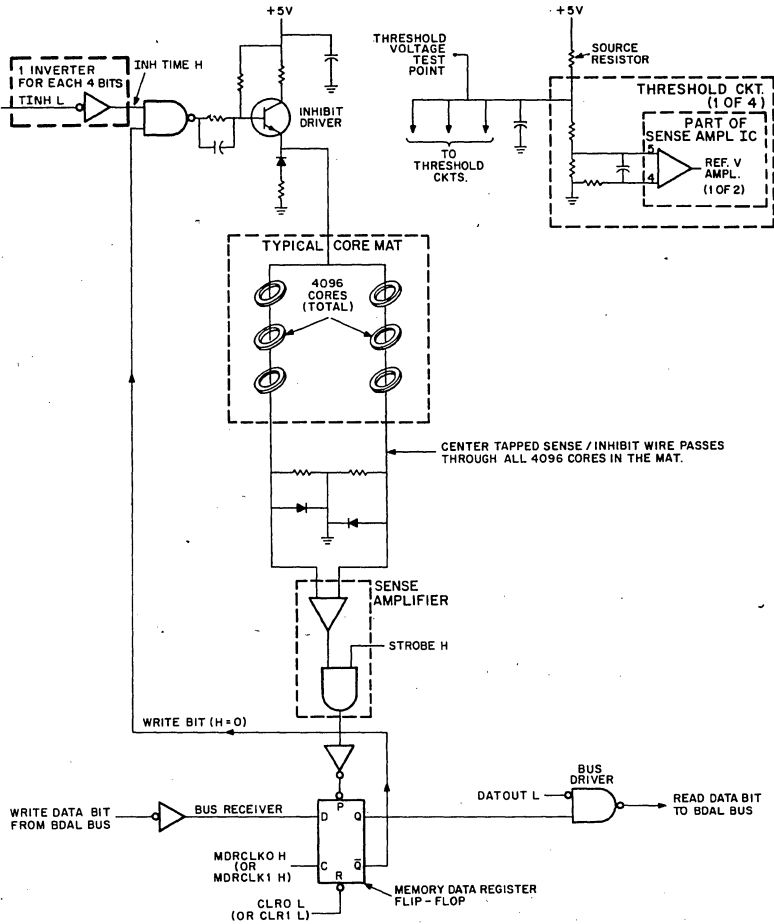 +5V
+5V
1 INVERTER
FOR EACH 4 BITS
TINH L
INH TIME H
INHIBIT
DRIVER
THRESHOLD
VOLTAGE
TEST
POINT
SOURCE
RESISTOR
THRESHOLD CKT.
(1 OF 4)
PART OF
SENSE AMPL IC
5
4
REF. V
AMPL.
(1 OF 2)
TO
THRESHOLD
CKTS.
TYPICAL CORE MAT
4096
CORES
(TOTAL)
CENTER TAPPED SENSE / INHIBIT WIRE PASSES
THROUGH ALL 4096 CORES IN THE MAT.
SENSE
AMPLIFIER
STROBE H
WRITE BIT (H=0)
WRITE DATA BIT
FROM BDAL BUS
BUS RECEIVER
P
D
Q
C
Q̅
R
MDRCLK0 H
(OR
MDRCLK1 H)
CLR0 L
(OR CLR1 L)
MEMORY DATA REGISTER
FLIP-FLOP
DATOUT L
BUS
DRIVER
READ DATA BIT
TO BDAL BUS